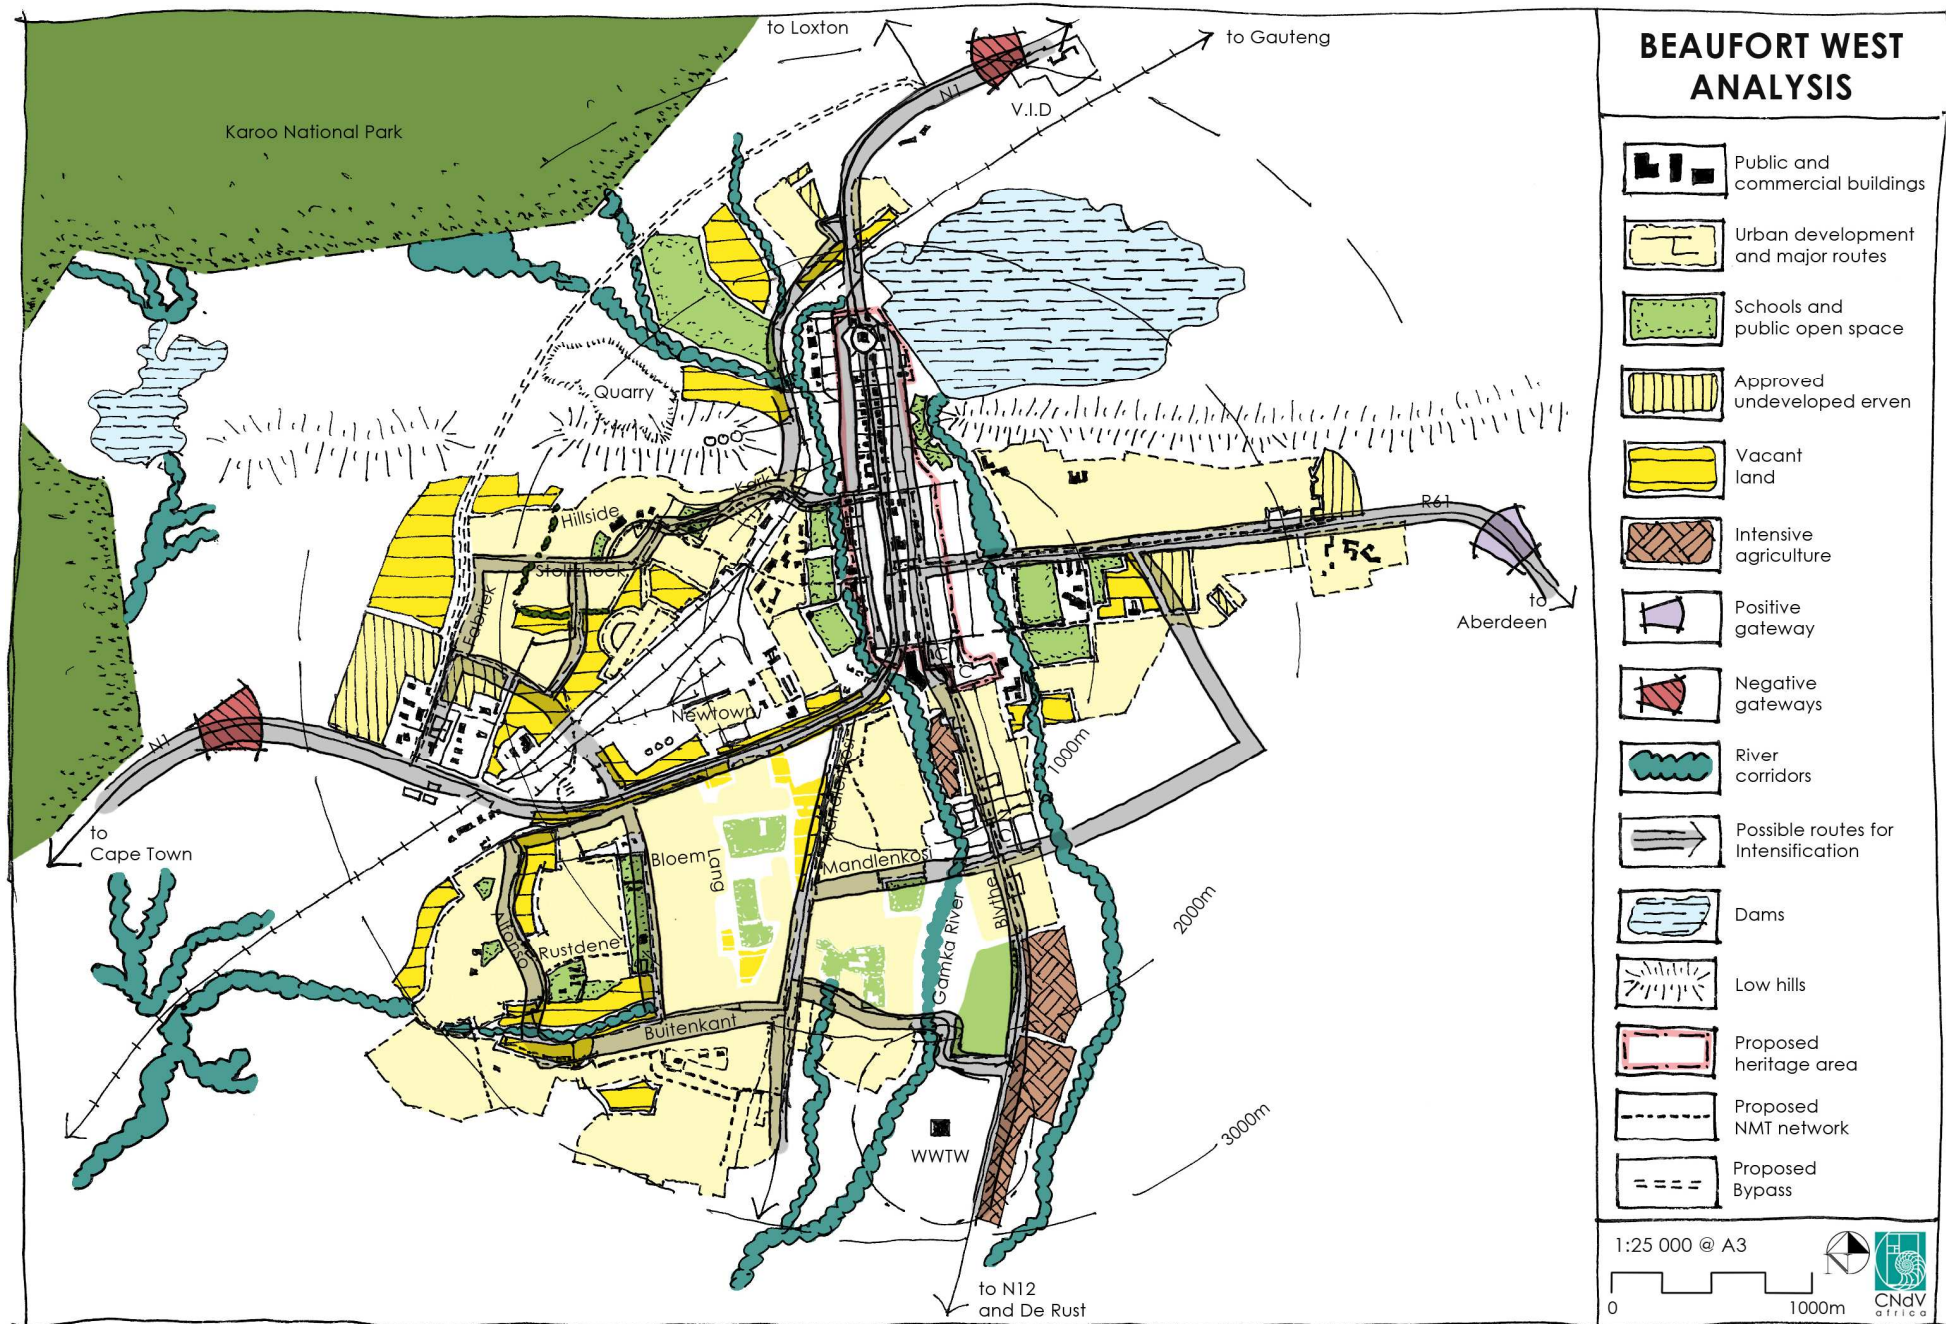 to Loxton
to Gauteng
N1
V.I.D
Karoo National Park
Quarry
Kerk
Hillside
Stolzhoek
Fabriek
R61
to
Aberdeen
Newtown
N1
to
Cape Town
1000m
Bloem
Lang
Mandlenkosi
Mandlenkosi
Blythe
Gamka River
2000m
Alfonso
Rustdene
Buitenkant
WWTW
3000m
to N12
and De Rust
BEAUFORT WEST
ANALYSIS
Public and
commercial buildings
Urban development
and major routes
Schools and
public open space
Approved
undeveloped erven
Vacant
land
Intensive
agriculture
Positive
gateway
Negative
gateways
River
corridors
Possible routes for
Intensification
Dams
Low hills
Proposed
heritage area
Proposed
NMT network
Proposed
Bypass
1:25 000 @ A3
N
0
1000m
CNdV
africa